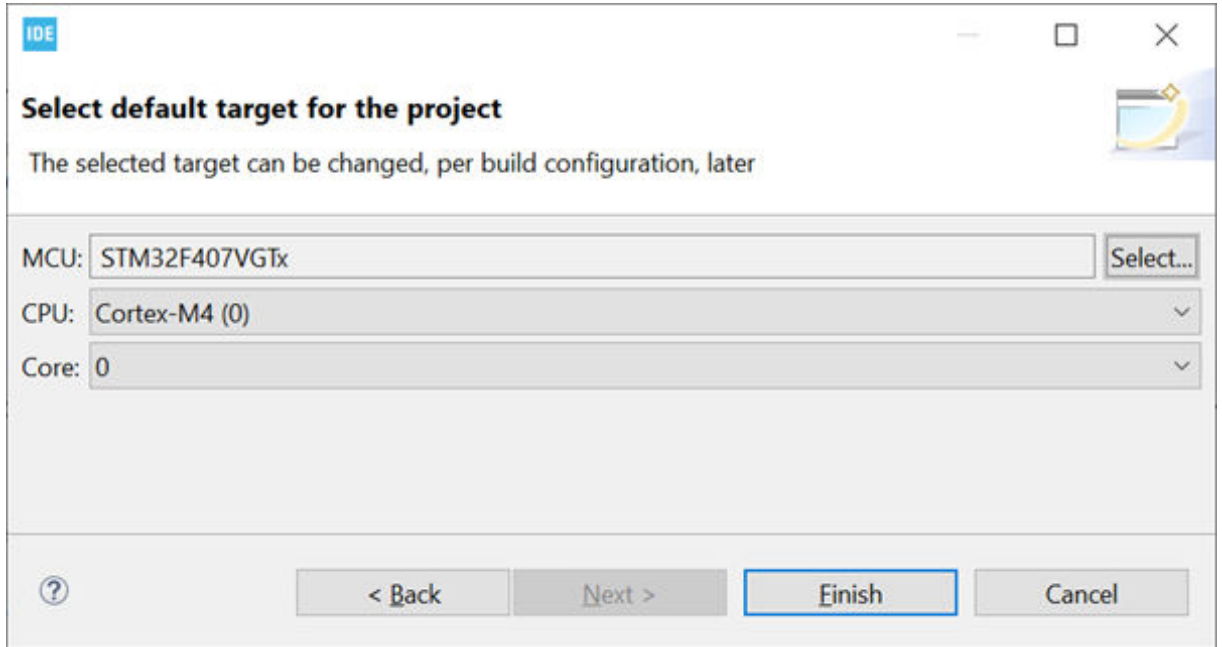 IDE
Select default target for the project
The selected target can be changed, per build configuration, later
MCU: STM32F407VGTx Select...
CPU: Cortex-M4 (0)
Core: 0
? < Back Next > Finish Cancel